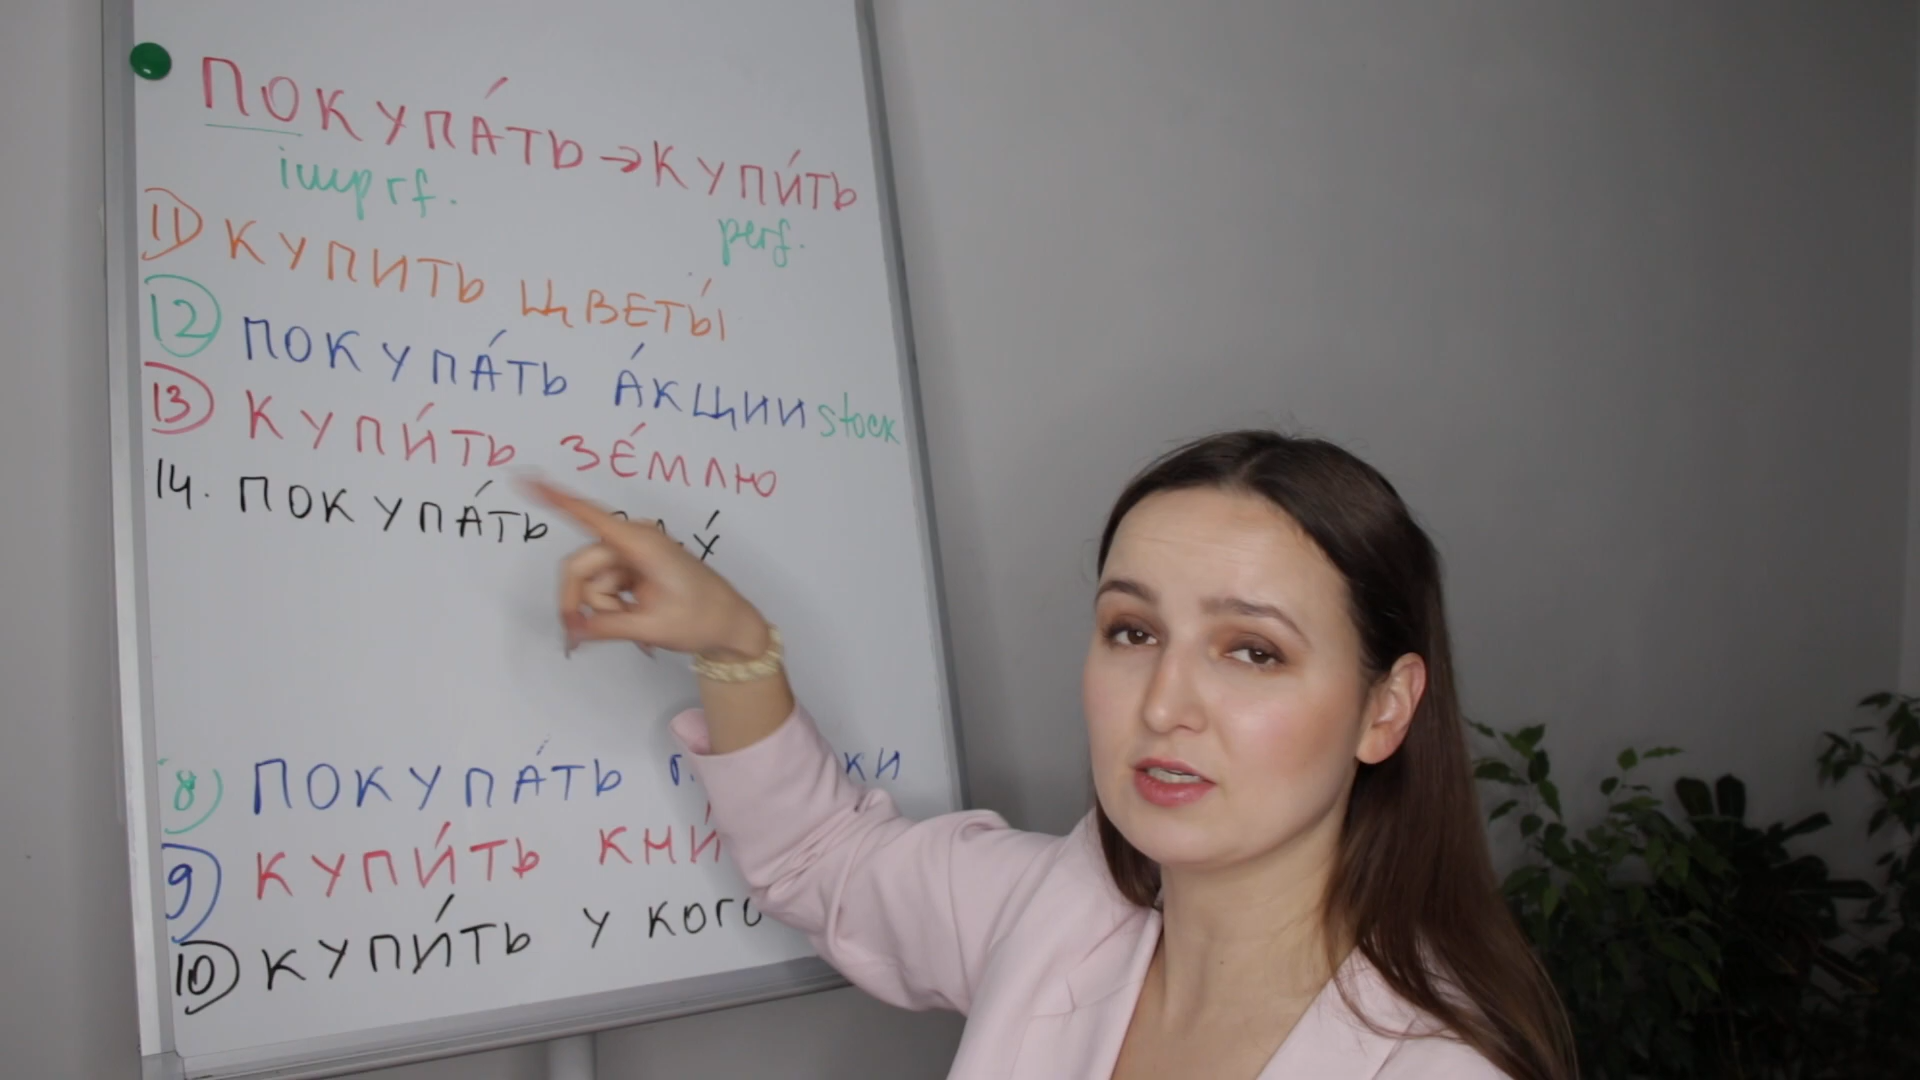 ПОКУПА́ТЬ → КУПИ́ТЬ
imprf.
perf.
11) КУПИТЬ ЦВЕТЫ́
12 ПОКУПА́ТЬ А́КЦИИ stock
13 КУПИ́ТЬ ЗЕ́МЛЮ
14. ПОКУПА́ТЬ
8) ПОКУПА́ТЬ
9 КУПИ́ТЬ
10 КУПИ́ТЬ У